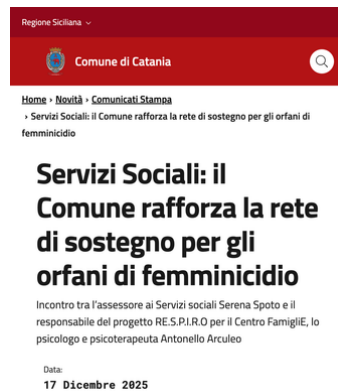 Regione Siciliana
Comune di Catania
Home › Novità › Comunicati Stampa
› Servizi Sociali: il Comune rafforza la rete di sostegno per gli orfani di
femminicidio
Servizi Sociali: il
Comune rafforza la rete
di sostegno per gli
orfani di femminicidio
Incontro tra l'assessore ai Servizi sociali Serena Spoto e il
responsabile del progetto RE.S.P.I.R.O per il Centro FamigliE, lo
psicologo e psicoterapeuta Antonello Arculeo
Data:
17 Dicembre 2025